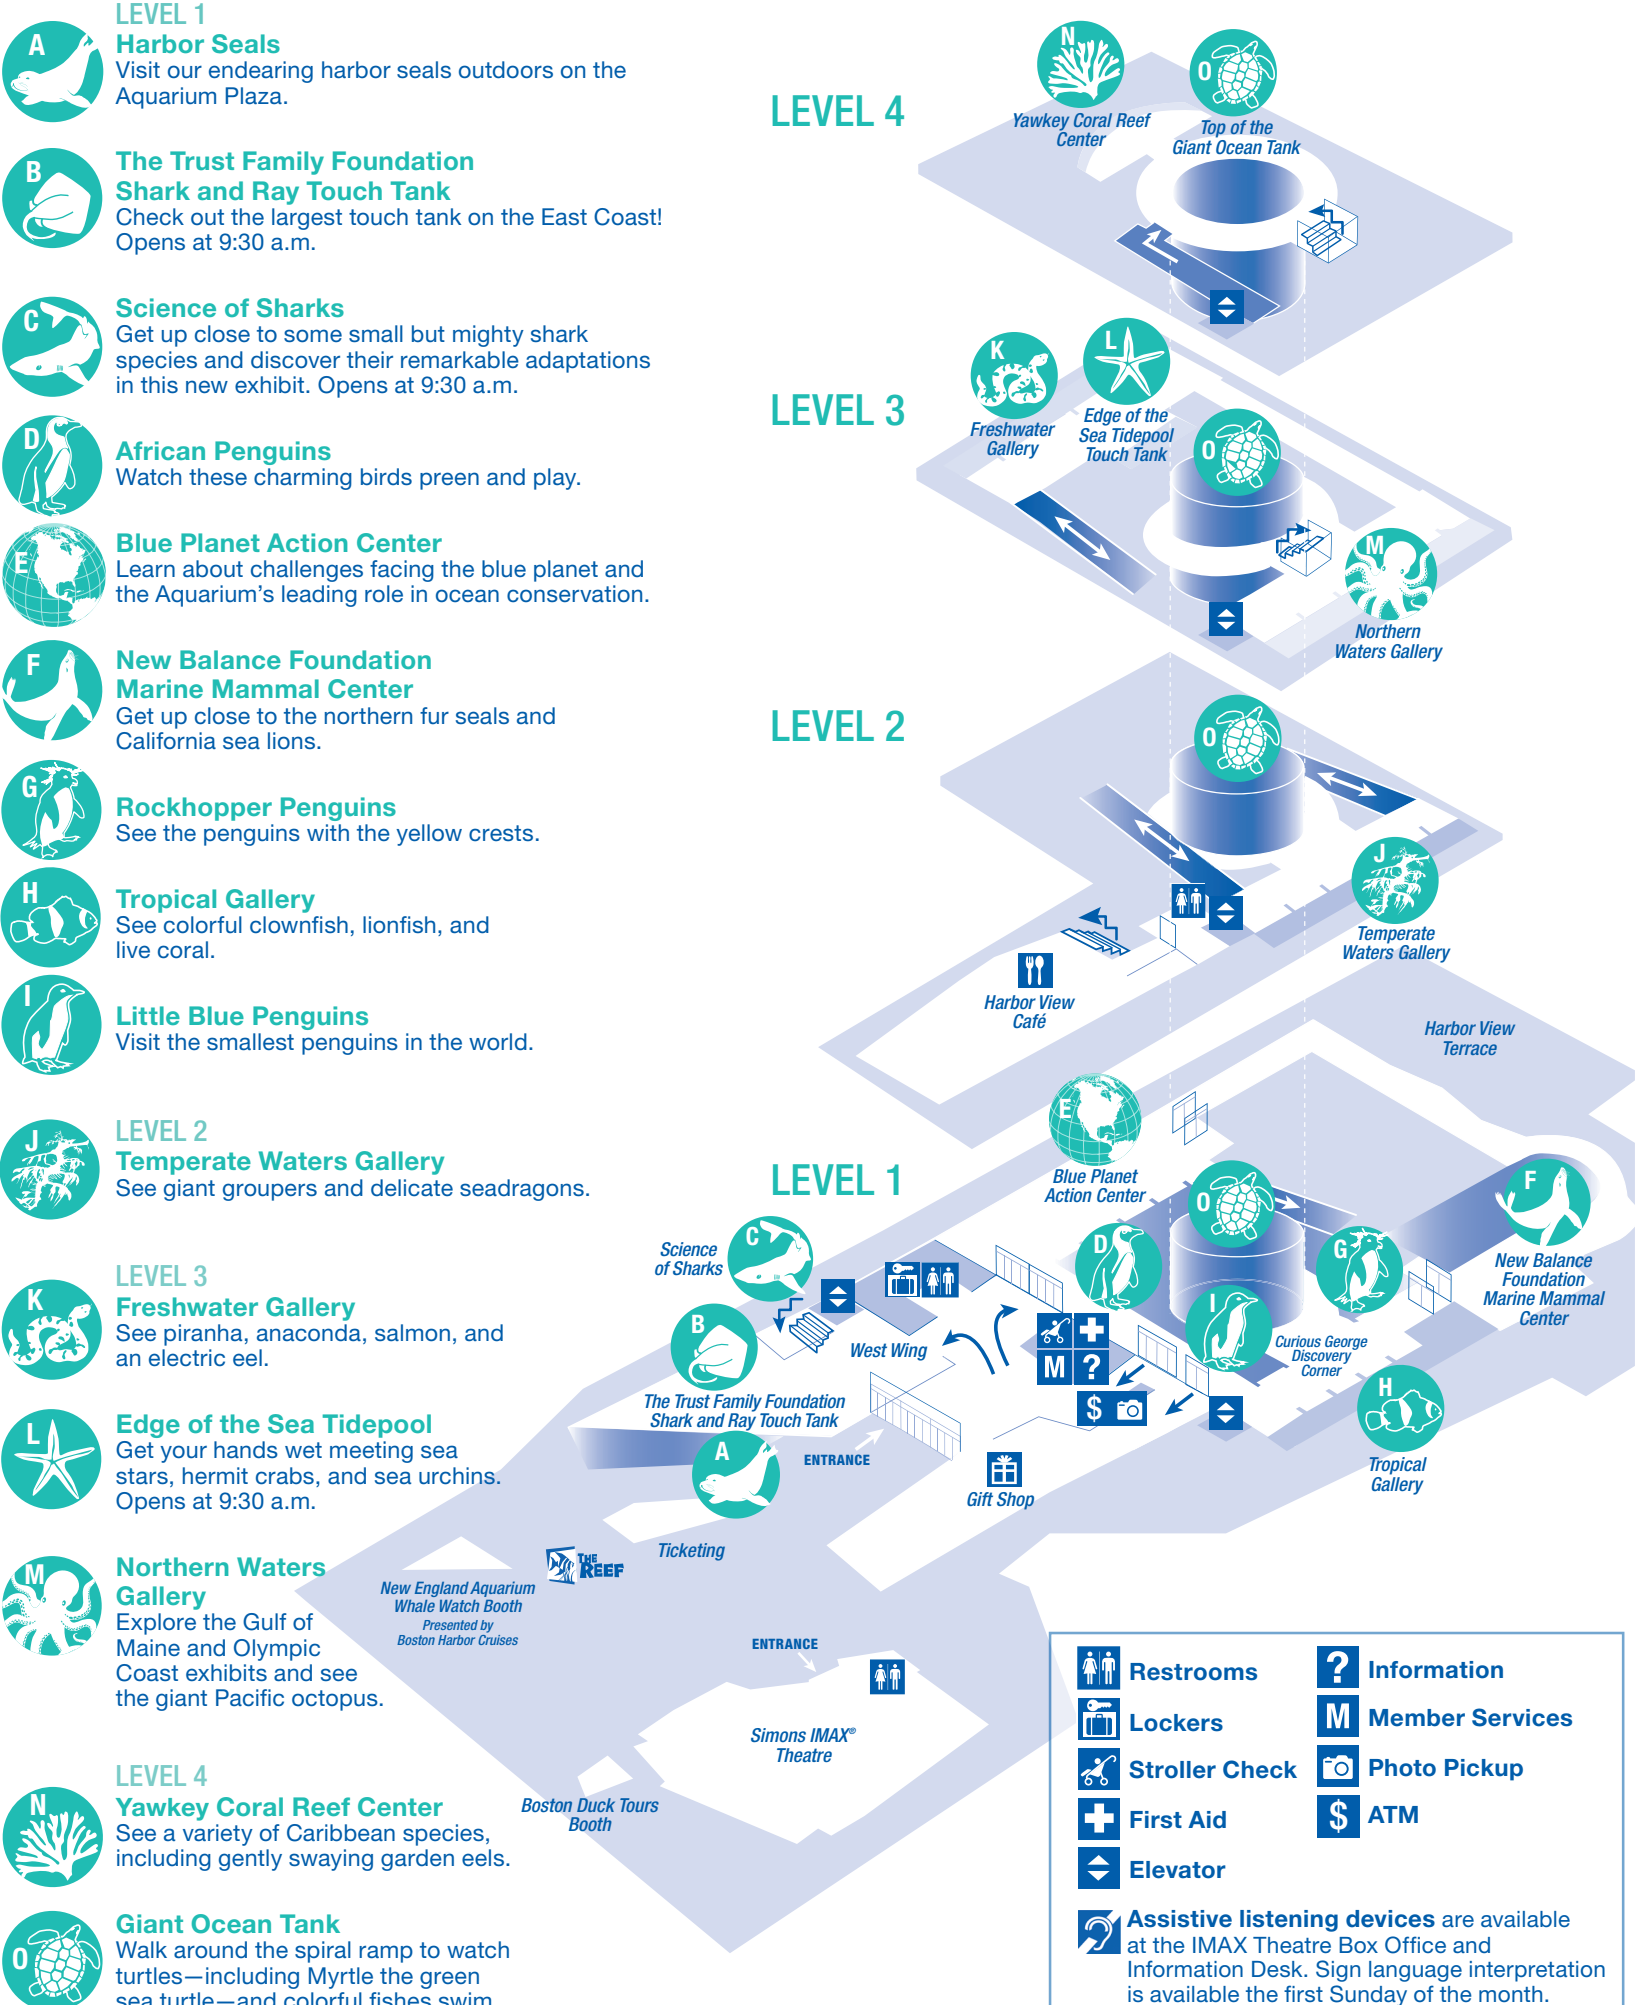 LEVEL 1
A
Harbor Seals
Visit our endearing harbor seals outdoors on the
Aquarium Plaza.
B
The Trust Family Foundation
Shark and Ray Touch Tank
Check out the largest touch tank on the East Coast!
Opens at 9:30 a.m.
C
Science of Sharks
Get up close to some small but mighty shark
species and discover their remarkable adaptations
in this new exhibit. Opens at 9:30 a.m.
D
African Penguins
Watch these charming birds preen and play.
E
Blue Planet Action Center
Learn about challenges facing the blue planet and
the Aquarium's leading role in ocean conservation.
F
New Balance Foundation
Marine Mammal Center
Get up close to the northern fur seals and
California sea lions.
G
Rockhopper Penguins
See the penguins with the yellow crests.
H
Tropical Gallery
See colorful clownfish, lionfish, and
live coral.
I
Little Blue Penguins
Visit the smallest penguins in the world.
LEVEL 2
J
Temperate Waters Gallery
See giant groupers and delicate seadragons.
LEVEL 3
K
Freshwater Gallery
See piranha, anaconda, salmon, and
an electric eel.
L
Edge of the Sea Tidepool
Get your hands wet meeting sea
stars, hermit crabs, and sea urchins.
Opens at 9:30 a.m.
M
Northern Waters
Gallery
Explore the Gulf of
Maine and Olympic
Coast exhibits and see
the giant Pacific octopus.
LEVEL 4
N
Yawkey Coral Reef Center
See a variety of Caribbean species,
including gently swaying garden eels.
O
Giant Ocean Tank
Walk around the spiral ramp to watch
turtles—including Myrtle the green
sea turtle—and colorful fishes swim
LEVEL 4
N
Yawkey Coral Reef
Center
O
Top of the
Giant Ocean Tank
LEVEL 3
K
Freshwater
Gallery
L
Edge of the
Sea Tidepool
Touch Tank
O
M
Northern
Waters Gallery
LEVEL 2
O
J
Temperate
Waters Gallery
Harbor View
Café
Harbor View
Terrace
LEVEL 1
E
Blue Planet
Action Center
O
F
New Balance
Foundation
Marine Mammal
Center
C
Science
of Sharks
D
G
I
Curious George
Discovery
Corner
B
The Trust Family Foundation
Shark and Ray Touch Tank
West Wing
M ?
$
H
Tropical
Gallery
A
ENTRANCE
Gift Shop
Ticketing
THE
REEF
New England Aquarium
Whale Watch Booth
Presented by
Boston Harbor Cruises
ENTRANCE
Simons IMAX®
Theatre
Boston Duck Tours
Booth
Restrooms
Lockers
Stroller Check
First Aid
Elevator
? Information
M Member Services
Photo Pickup
$ ATM
Assistive listening devices are available
at the IMAX Theatre Box Office and
Information Desk. Sign language interpretation
is available the first Sunday of the month.